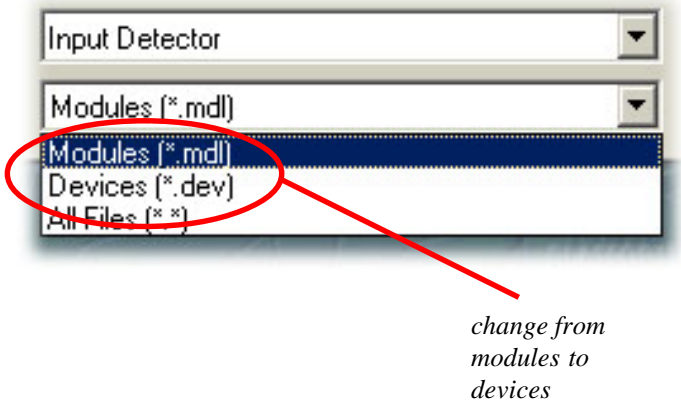 Input Detector
Modules (*.mdl)
Modules (*.mdl)
Devices (*.dev)
All Files (*.*)
change from
modules to
devices